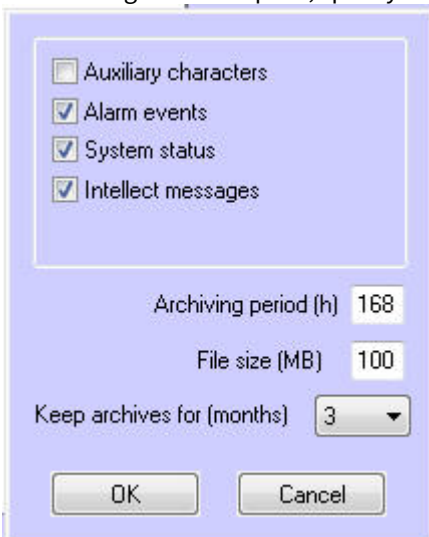 Auxiliary characters
Alarm events
System status
Intellect messages
Archiving period (h) 168
File size (MB) 100
Keep archives for (months) 3
OK Cancel